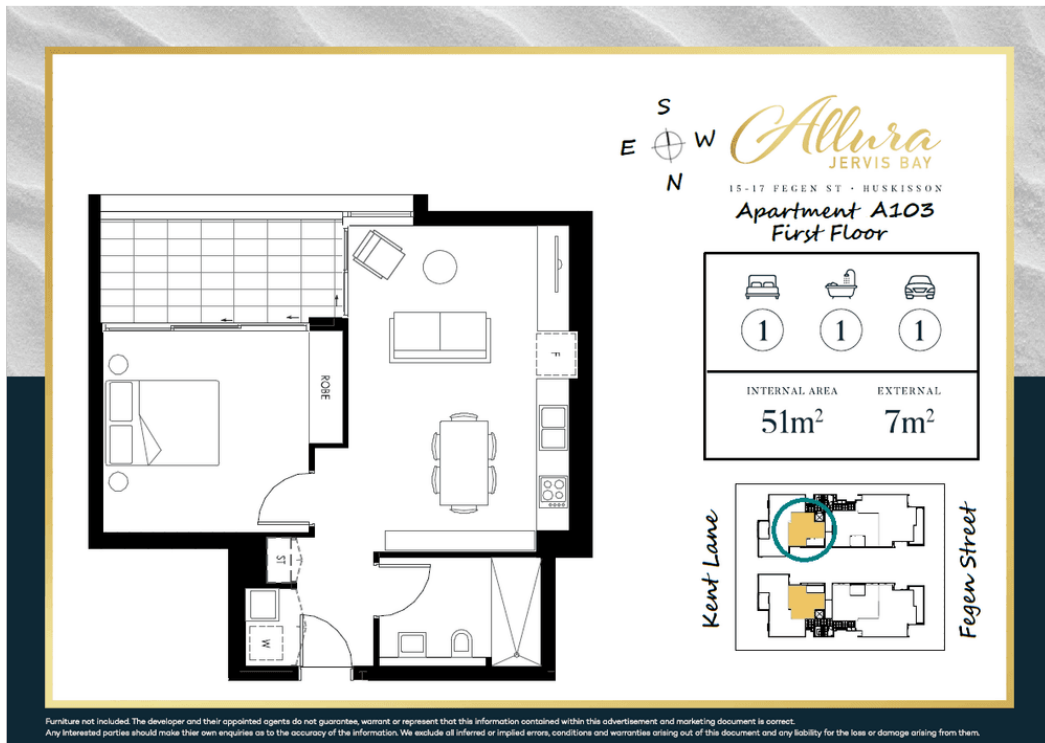 S
E W
N
Allura
JERVIS BAY
15-17 FEGEN ST • HUSKISSON
Apartment A103
First Floor
1 1 1
INTERNAL AREA EXTERNAL
51m² 7m²
ROBE
F
ST
W
Kent Lane
Fegen Street
Furniture not included. The developer and their appointed agents do not guarantee, warrant or represent that this information contained within this advertisement and marketing document is correct.
Any Interested parties should make thier own enquiries as to the accuracy of the information. We exclude all inferred or implied errors, conditions and warranties arising out of this document and any liability for the loss or damage arising from them.